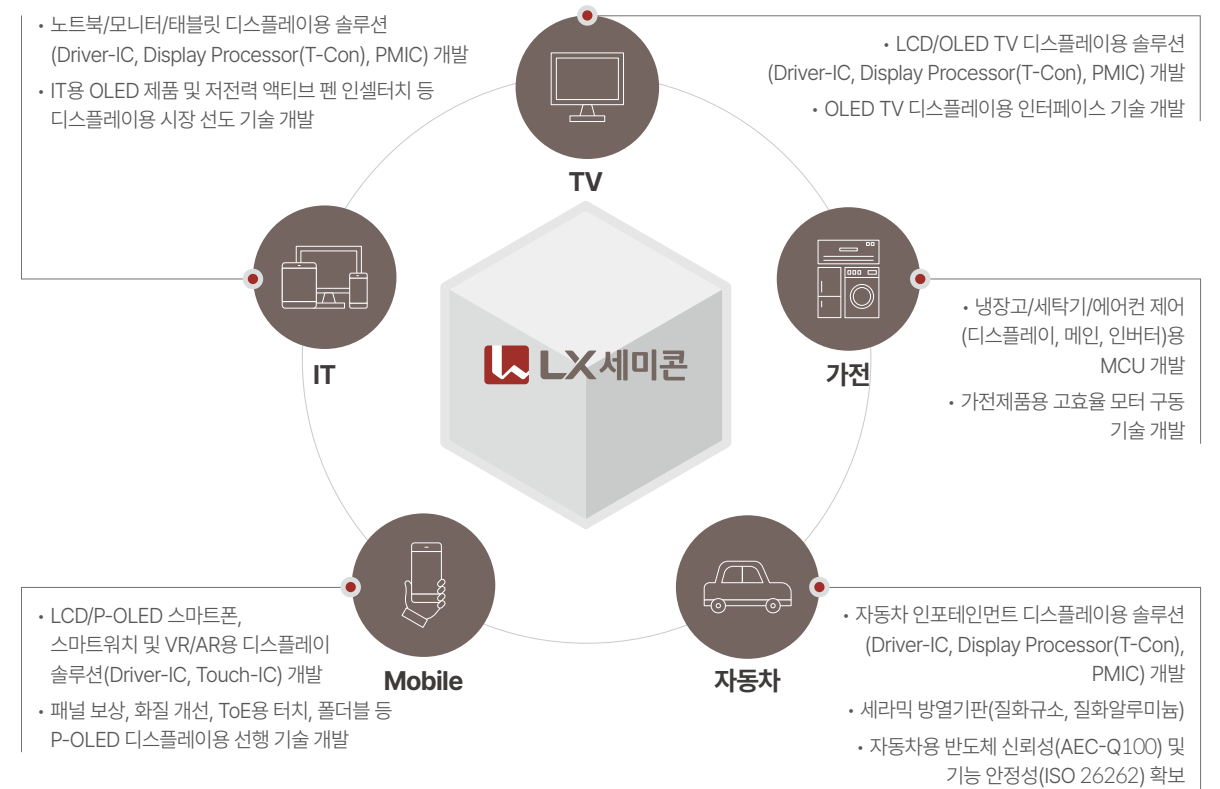 • 노트북/모니터/태블릿 디스플레이용 솔루션
(Driver-IC, Display Processor(T-Con), PMIC) 개발
• IT용 OLED 제품 및 저전력 액티브 펜 인셀터치 등
디스플레이용 시장 선도 기술 개발
• LCD/OLED TV 디스플레이용 솔루션
(Driver-IC, Display Processor(T-Con), PMIC) 개발
• OLED TV 디스플레이용 인터페이스 기술 개발
TV
IT
LX세미콘
가전
• 냉장고/세탁기/에어컨 제어
(디스플레이, 메인, 인버터)용
MCU 개발
• 가전제품용 고효율 모터 구동
기술 개발
• LCD/P-OLED 스마트폰,
스마트워치 및 VR/AR용 디스플레이
솔루션(Driver-IC, Touch-IC) 개발
• 패널 보상, 화질 개선, ToE용 터치, 폴더블 등
P-OLED 디스플레이용 선행 기술 개발
Mobile
자동차
• 자동차 인포테인먼트 디스플레이용 솔루션
(Driver-IC, Display Processor(T-Con),
PMIC) 개발
• 세라믹 방열기판(질화규소, 질화알루미늄)
• 자동차용 반도체 신뢰성(AEC-Q100) 및
기능 안정성(ISO 26262) 확보